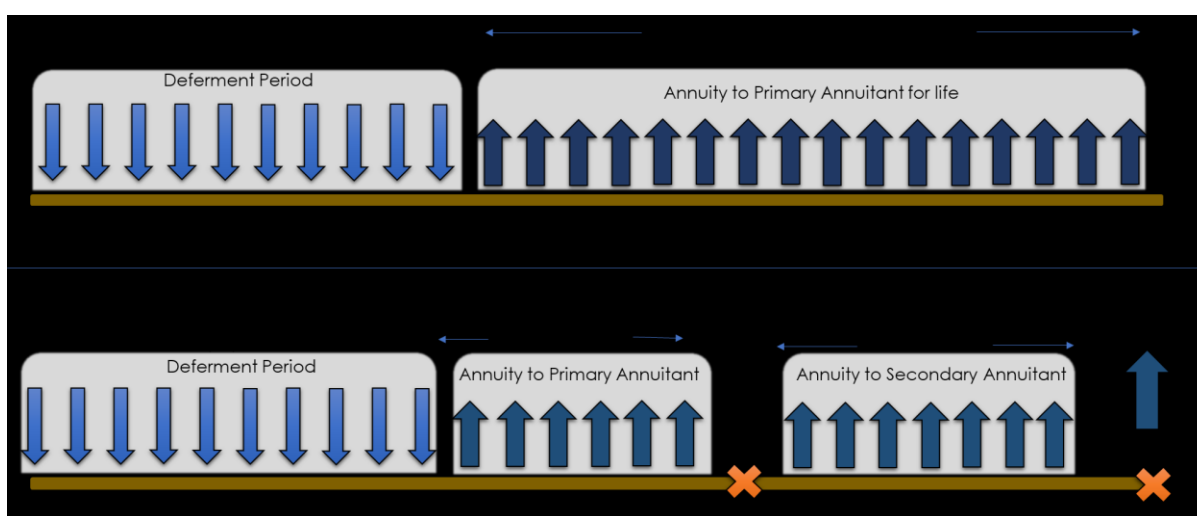 Deferment Period
Annuity to Primary Annuitant for life
Deferment Period
Annuity to Primary Annuitant
Annuity to Secondary Annuitant